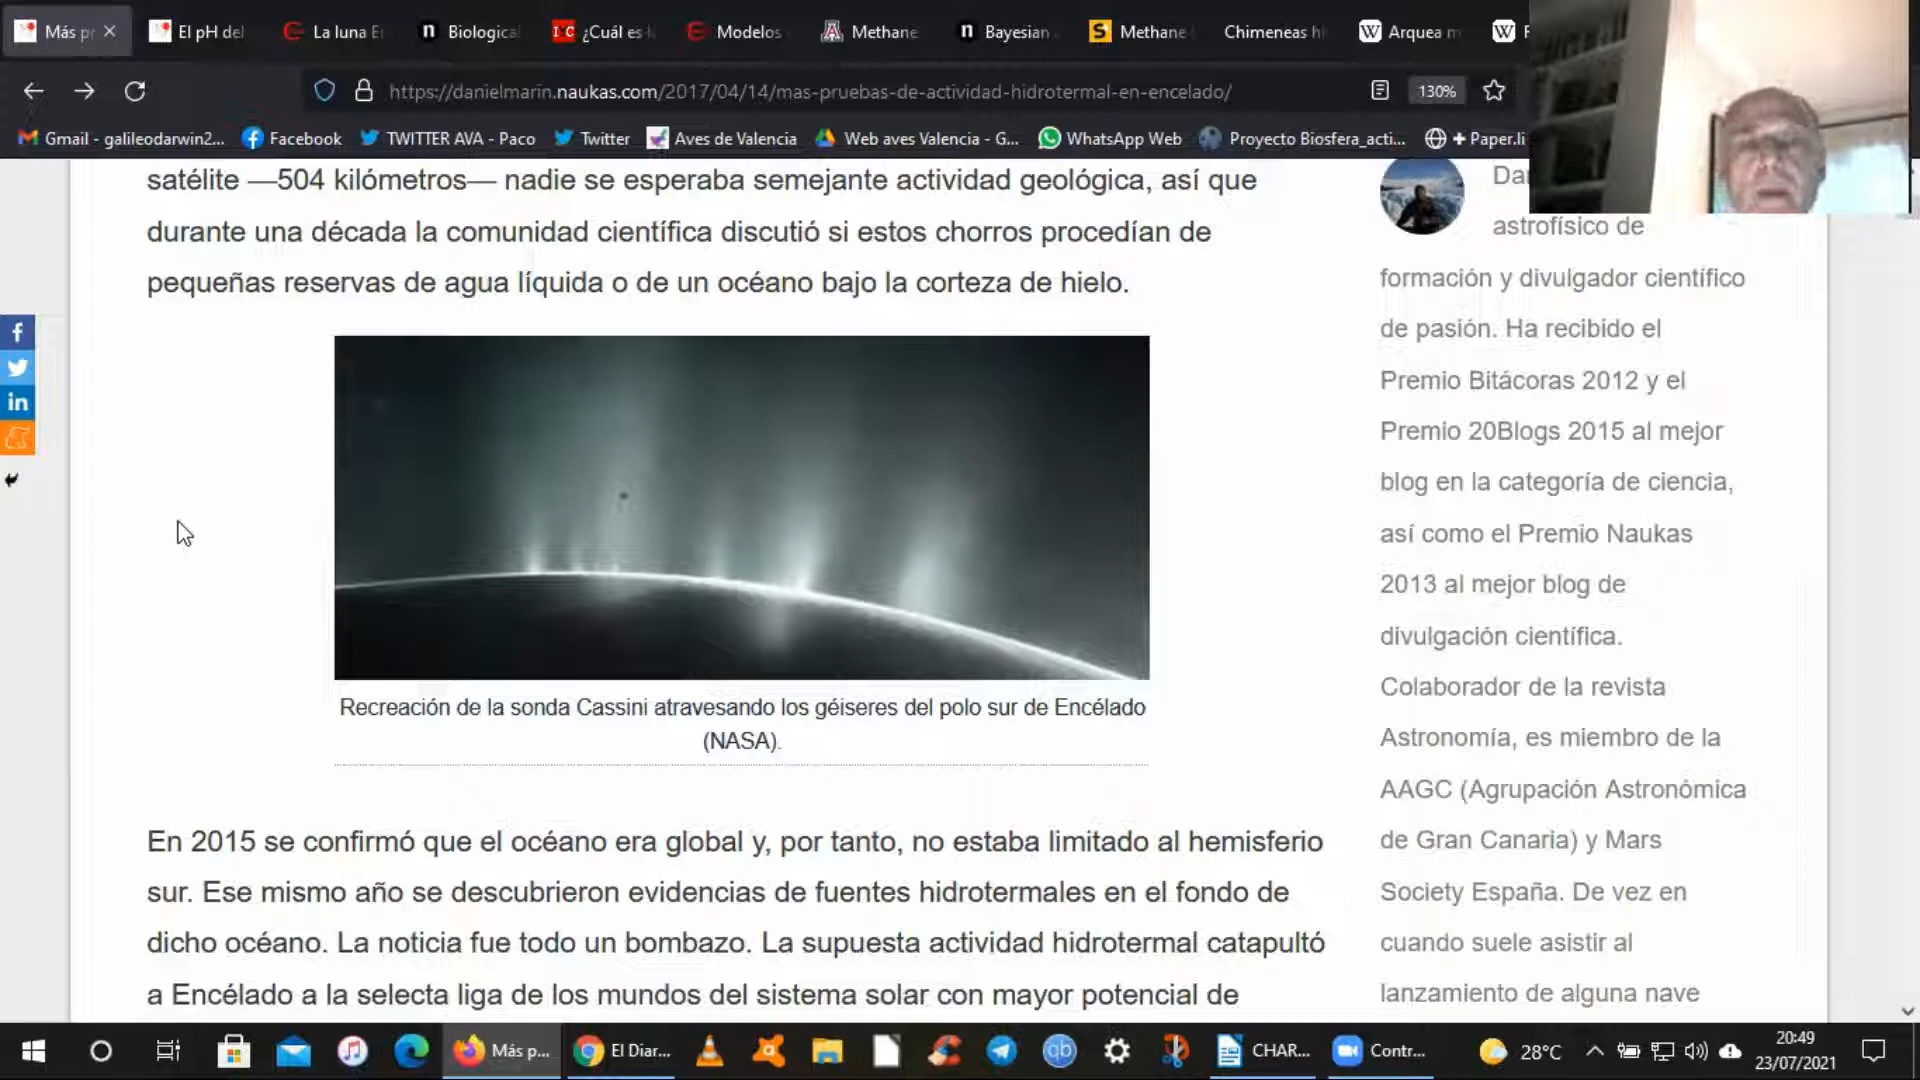 Más p
El pH del
La luna E
Biological
¿Cuál es
Modelos
Methane
Bayesian
Methane
Chimeneas hi
Arquea m
https://danielmarin.naukas.com/2017/04/14/mas-pruebas-de-actividad-hidrotermal-en-encelado/
130%
Gmail - galileodarwin2...
Facebook
TWITTER AVA - Paco
Twitter
Aves de Valencia
Web aves Valencia - G...
WhatsApp Web
Proyecto Biosfera_acti...
+ Paper.li
satélite —504 kilómetros— nadie se esperaba semejante actividad geológica, así que
durante una década la comunidad científica discutió si estos chorros procedían de
pequeñas reservas de agua líquida o de un océano bajo la corteza de hielo.
Recreación de la sonda Cassini atravesando los géiseres del polo sur de Encélado
(NASA).
En 2015 se confirmó que el océano era global y, por tanto, no estaba limitado al hemisferio
sur. Ese mismo año se descubrieron evidencias de fuentes hidrotermales en el fondo de
dicho océano. La noticia fue todo un bombazo. La supuesta actividad hidrotermal catapultó
a Encélado a la selecta liga de los mundos del sistema solar con mayor potencial de
astrofísico de
formación y divulgador científico
de pasión. Ha recibido el
Premio Bitácoras 2012 y el
Premio 20Blogs 2015 al mejor
blog en la categoría de ciencia,
así como el Premio Naukas
2013 al mejor blog de
divulgación científica.
Colaborador de la revista
Astronomía, es miembro de la
AAGC (Agrupación Astronómica
de Gran Canaria) y Mars
Society España. De vez en
cuando suele asistir al
lanzamiento de alguna nave
Más p...
El Diar...
CHAR...
Contr...
28°C
20:49
23/07/2021